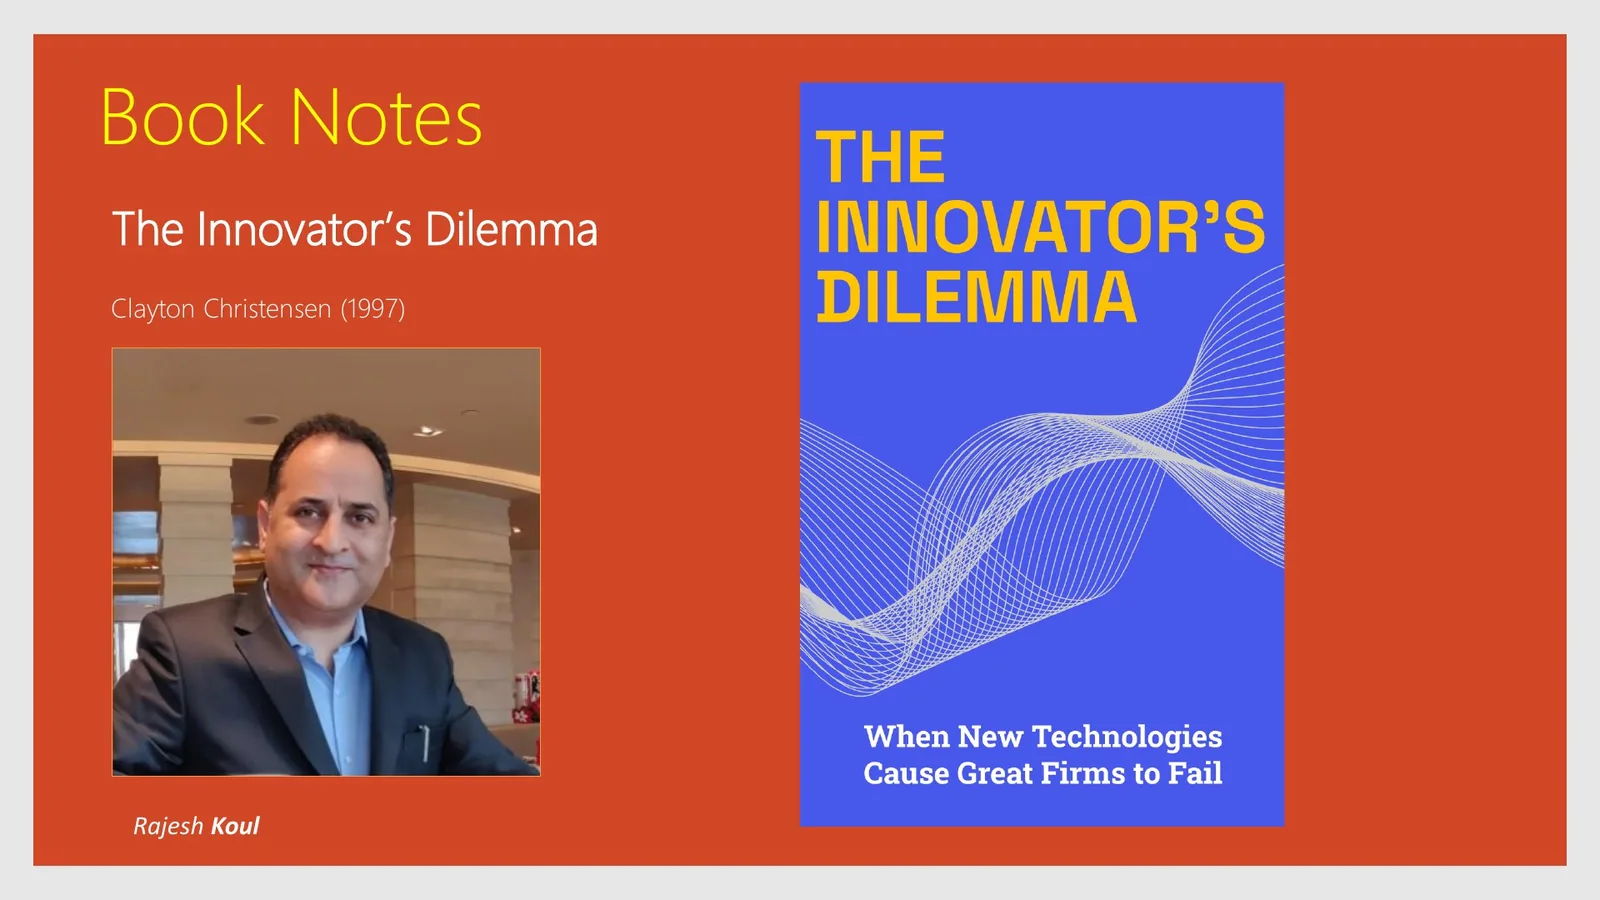 Book Notes
The Innovator’s Dilemma
Clayton Christensen (1997)
Rajesh Koul
THE
INNOVATOR’S
DILEMMA
When New Technologies
Cause Great Firms to Fail